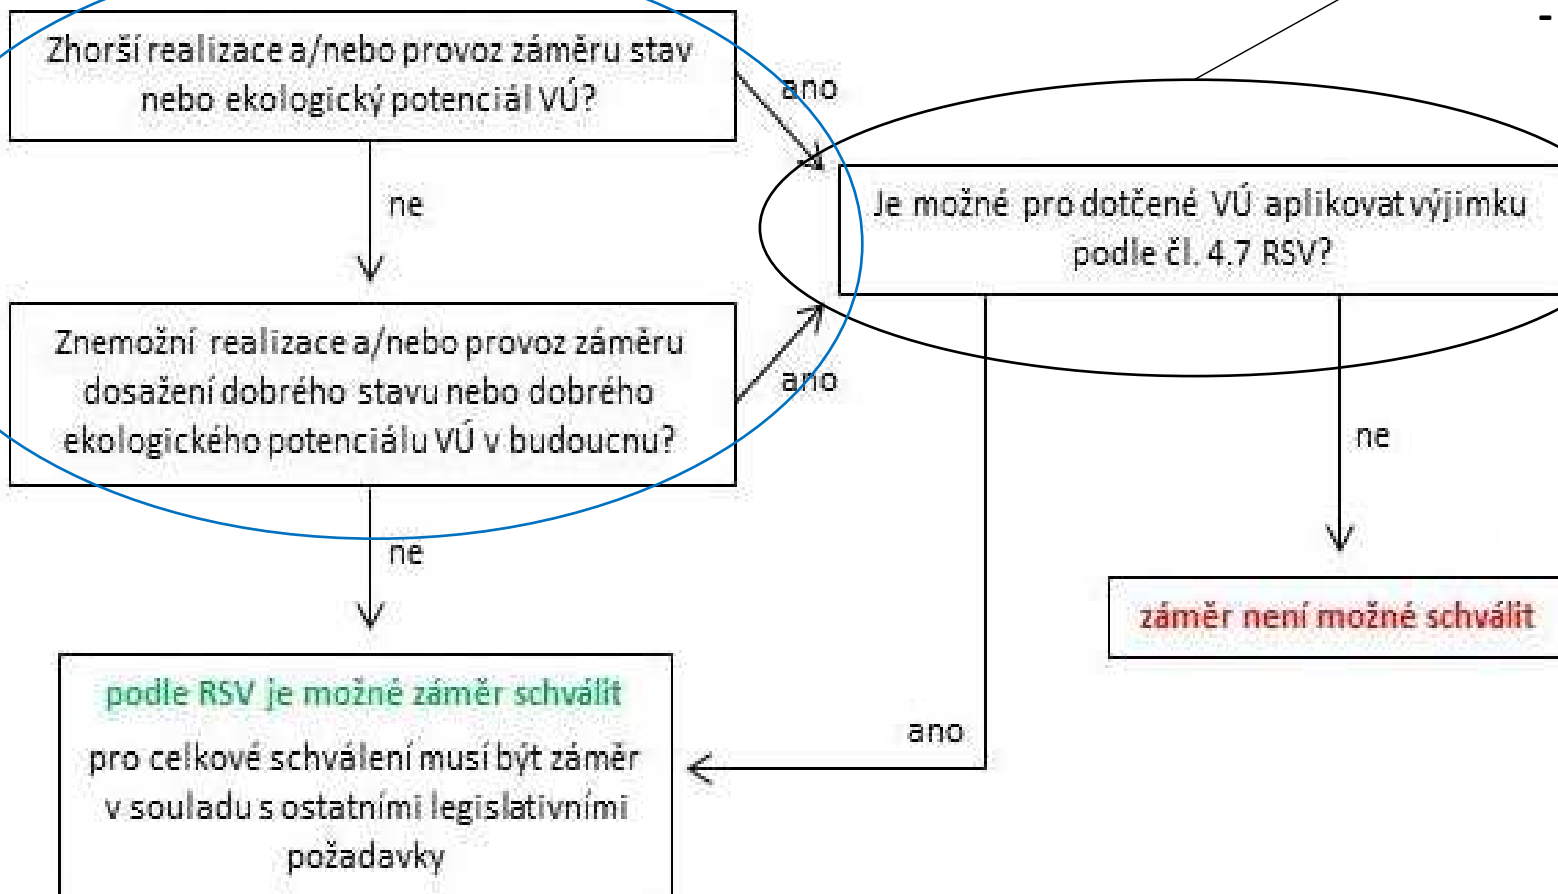 -
Zhorší realizace a/nebo provoz záměru stav
nebo ekologický potenciál VÚ?
ano
ne
Je možné pro dotčené VÚ aplikovat výjimku
podle čl. 4.7 RSV?
Znemožní realizace a/nebo provoz záměru
dosažení dobrého stavu nebo dobrého
ekologického potenciálu VÚ v budoucnu?
ano
ne
ne
záměr není možné schválit
podle RSV je možné záměr schválit
pro celkové schválení musí být záměr
v souladu s ostatními legislativními
požadavky
ano